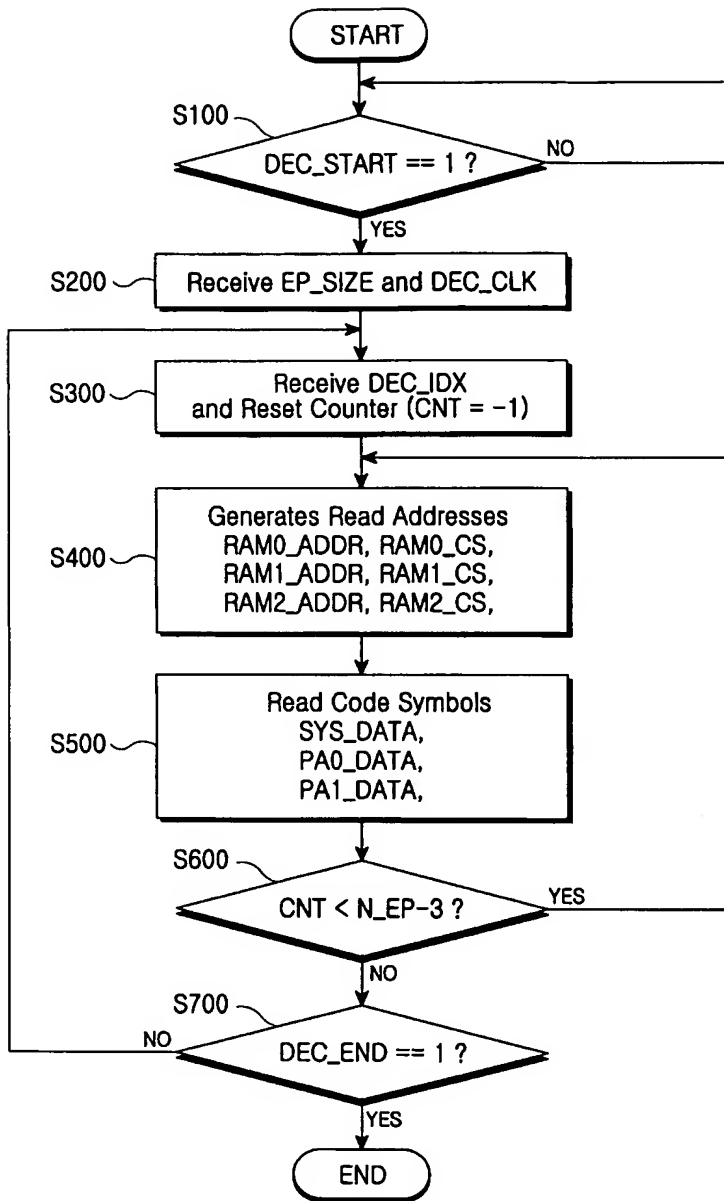 START
S100
DEC_START == 1 ?
NO
YES
S200
Receive EP_SIZE and DEC_CLK
S300
Receive DEC_IDX
and Reset Counter (CNT = -1)
S400
Generates Read Addresses
RAM0_ADDR, RAM0_CS,
RAM1_ADDR, RAM1_CS,
RAM2_ADDR, RAM2_CS,
S500
Read Code Symbols
SYS_DATA,
PA0_DATA,
PA1_DATA,
S600
CNT < N_EP-3 ?
YES
NO
S700
NO
DEC_END == 1 ?
YES
END